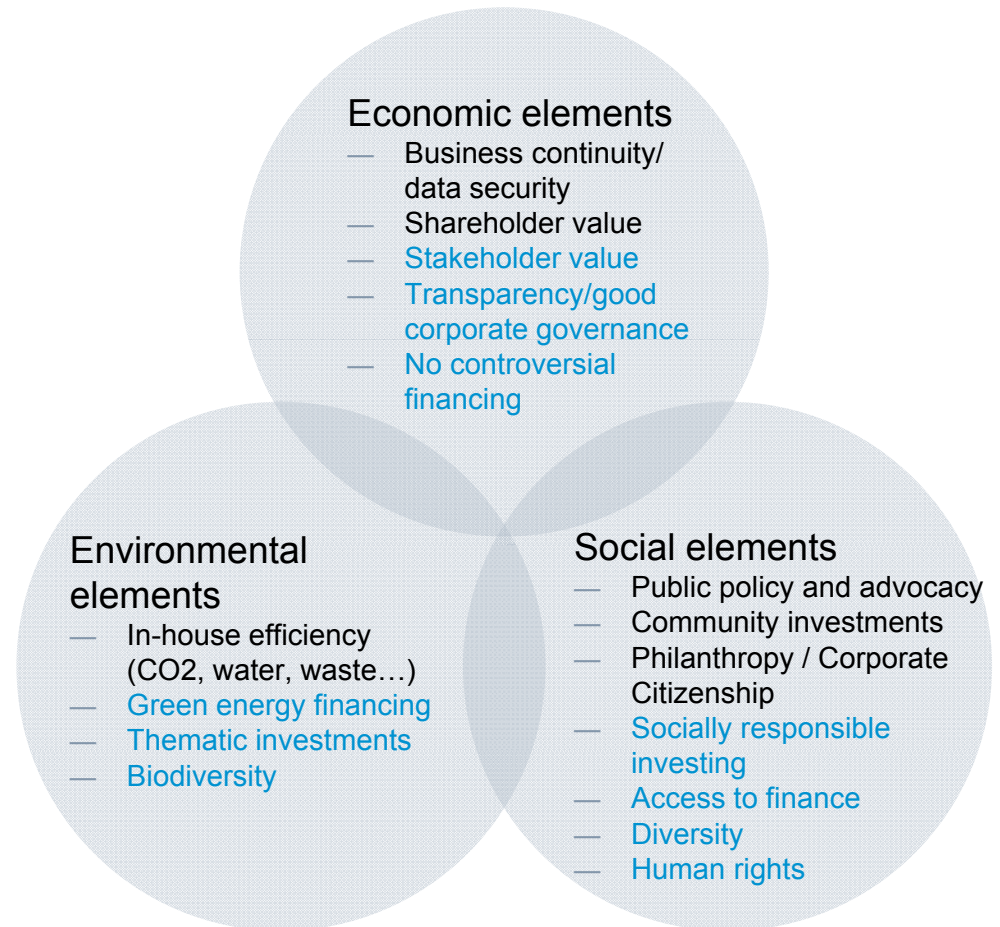 Economic elements
— Business continuity/
data security
— Shareholder value
— Stakeholder value
— Transparency/good
corporate governance
— No controversial
financing
Environmental
elements
— In-house efficiency
(CO2, water, waste…)
— Green energy financing
— Thematic investments
— Biodiversity
Social elements
— Public policy and advocacy
— Community investments
— Philanthropy / Corporate
Citizenship
— Socially responsible
investing
— Access to finance
— Diversity
— Human rights